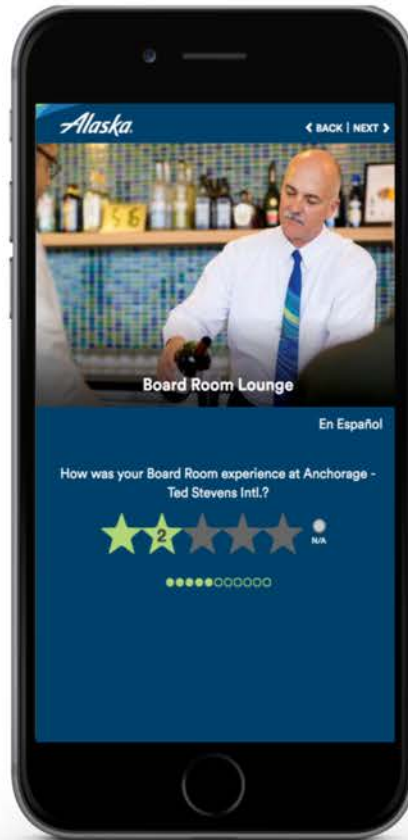 Alaska
BACK | NEXT
Board Room Lounge
En Español
How was your Board Room experience at Anchorage -
Ted Stevens Intl.?
2
N/A